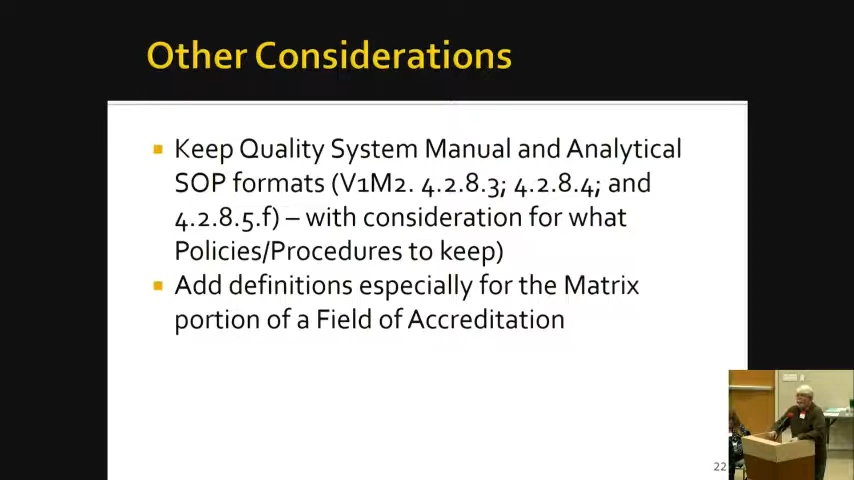 Other Considerations
Keep Quality System Manual and Analytical
SOP formats (V1M2. 4.2.8.3; 4.2.8.4; and
4.2.8.5.f) – with consideration for what
Policies/Procedures to keep)
Add definitions especially for the Matrix
portion of a Field of Accreditation
22